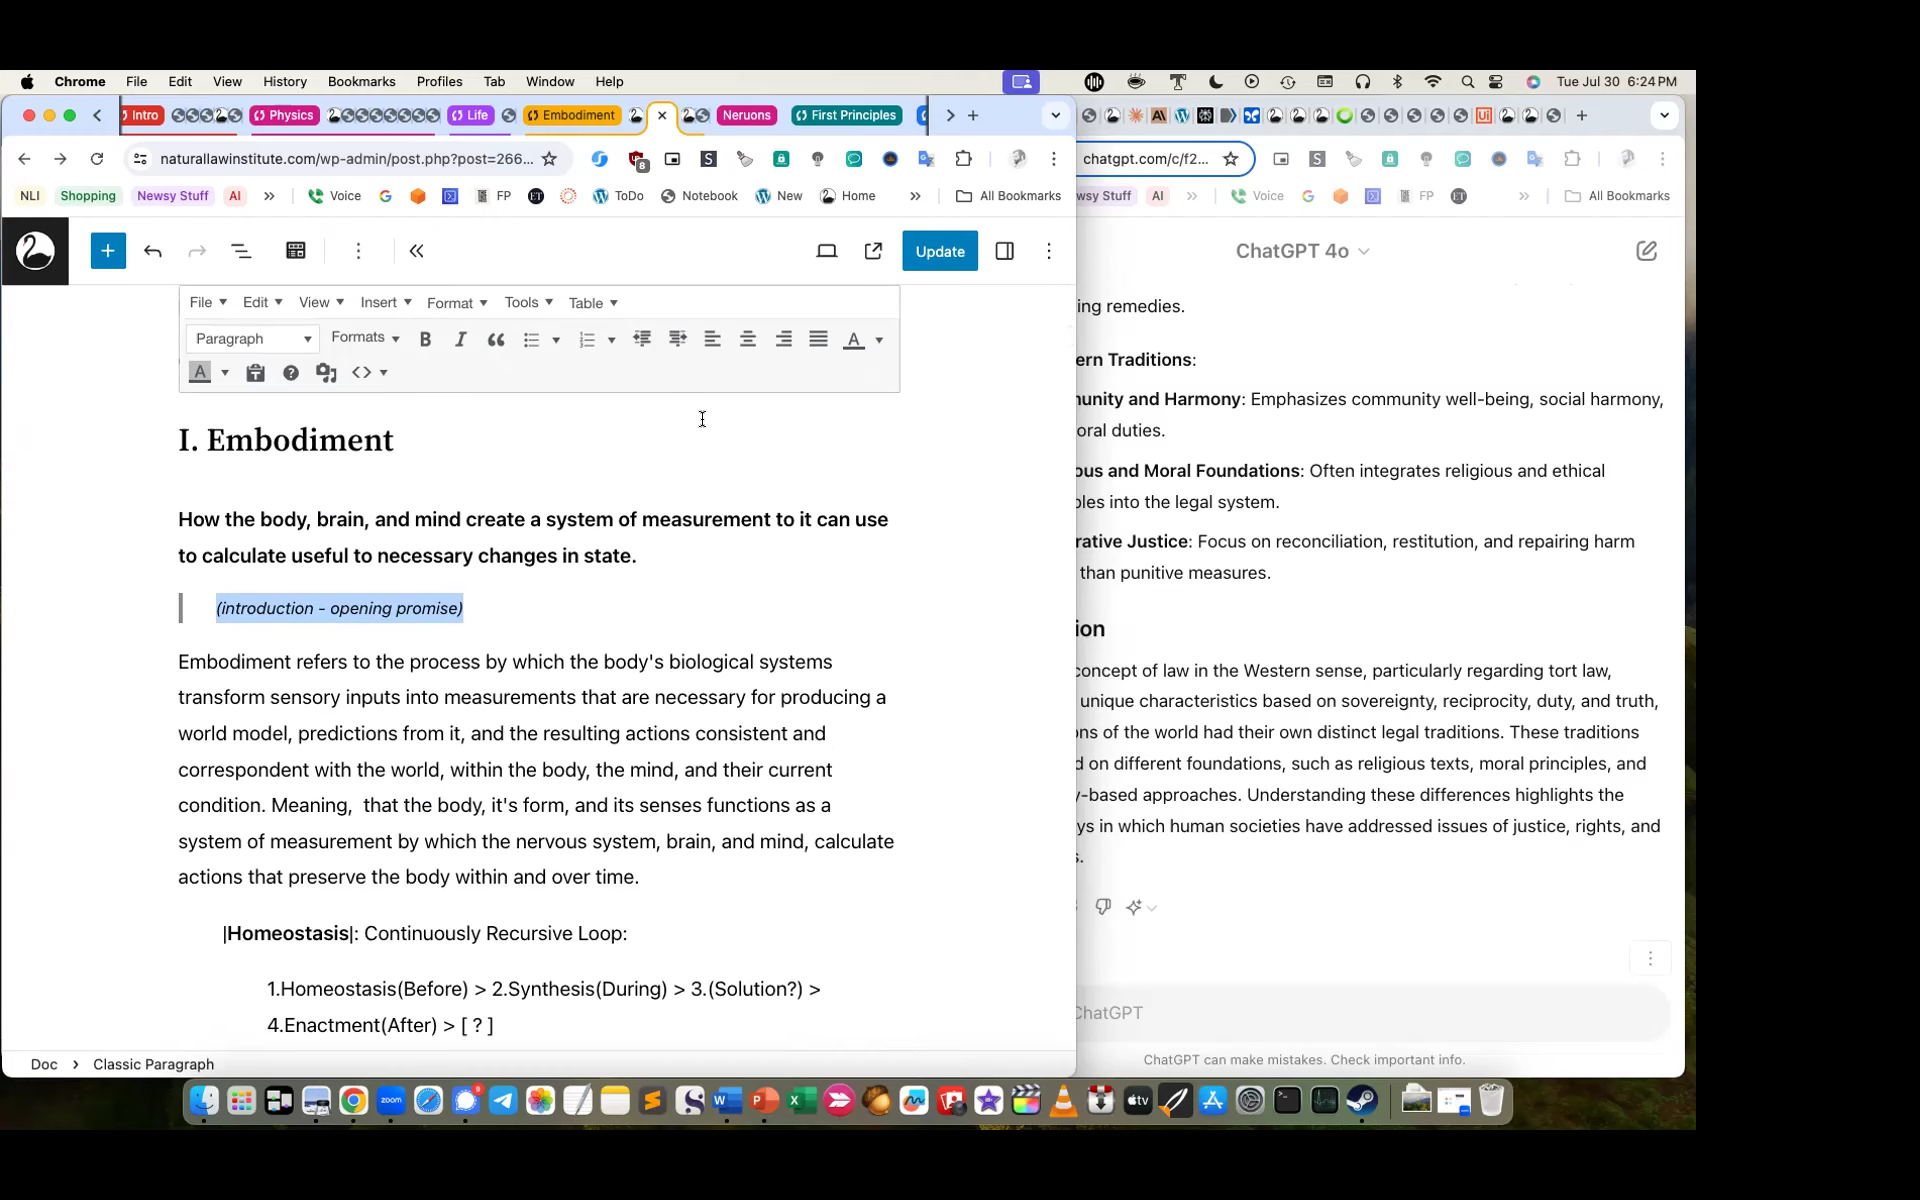 Chrome File Edit View History Bookmarks Profiles Tab Window Help Tue Jul 30 6:24 PM
Intro Physics Life Embodiment Neruons First Principles
naturallawinstitute.com/wp-admin/post.php?post=266...
8
NLI Shopping Newsy Stuff AI » Voice G FP ET ToDo Notebook New Home » All Bookmarks
Update
File Edit View Insert Format Tools Table
Paragraph Formats B I
A
I. Embodiment
How the body, brain, and mind create a system of measurement to it can use
to calculate useful to necessary changes in state.
(introduction - opening promise)
Embodiment refers to the process by which the body's biological systems
transform sensory inputs into measurements that are necessary for producing a
world model, predictions from it, and the resulting actions consistent and
correspondent with the world, within the body, the mind, and their current
condition. Meaning,  that the body, it's form, and its senses functions as a
system of measurement by which the nervous system, brain, and mind, calculate
actions that preserve the body within and over time.
|Homeostasis|: Continuously Recursive Loop:
1.Homeostasis(Before) > 2.Synthesis(During) > 3.(Solution?) >
4.Enactment(After) > [ ? ]
Doc › Classic Paragraph
chatgpt.com/c/f2...
wsy Stuff AI » Voice G FP ET » All Bookmarks
ChatGPT 4o
ing remedies.
ern Traditions:
unity and Harmony: Emphasizes community well-being, social harmony,
oral duties.
ous and Moral Foundations: Often integrates religious and ethical
ples into the legal system.
rative Justice: Focus on reconciliation, restitution, and repairing harm
than punitive measures.
ion
concept of law in the Western sense, particularly regarding tort law,
unique characteristics based on sovereignty, reciprocity, duty, and truth,
ons of the world had their own distinct legal traditions. These traditions
d on different foundations, such as religious texts, moral principles, and
y-based approaches. Understanding these differences highlights the
ys in which human societies have addressed issues of justice, rights, and
s.
ChatGPT
ChatGPT can make mistakes. Check important info.
zoom
tv